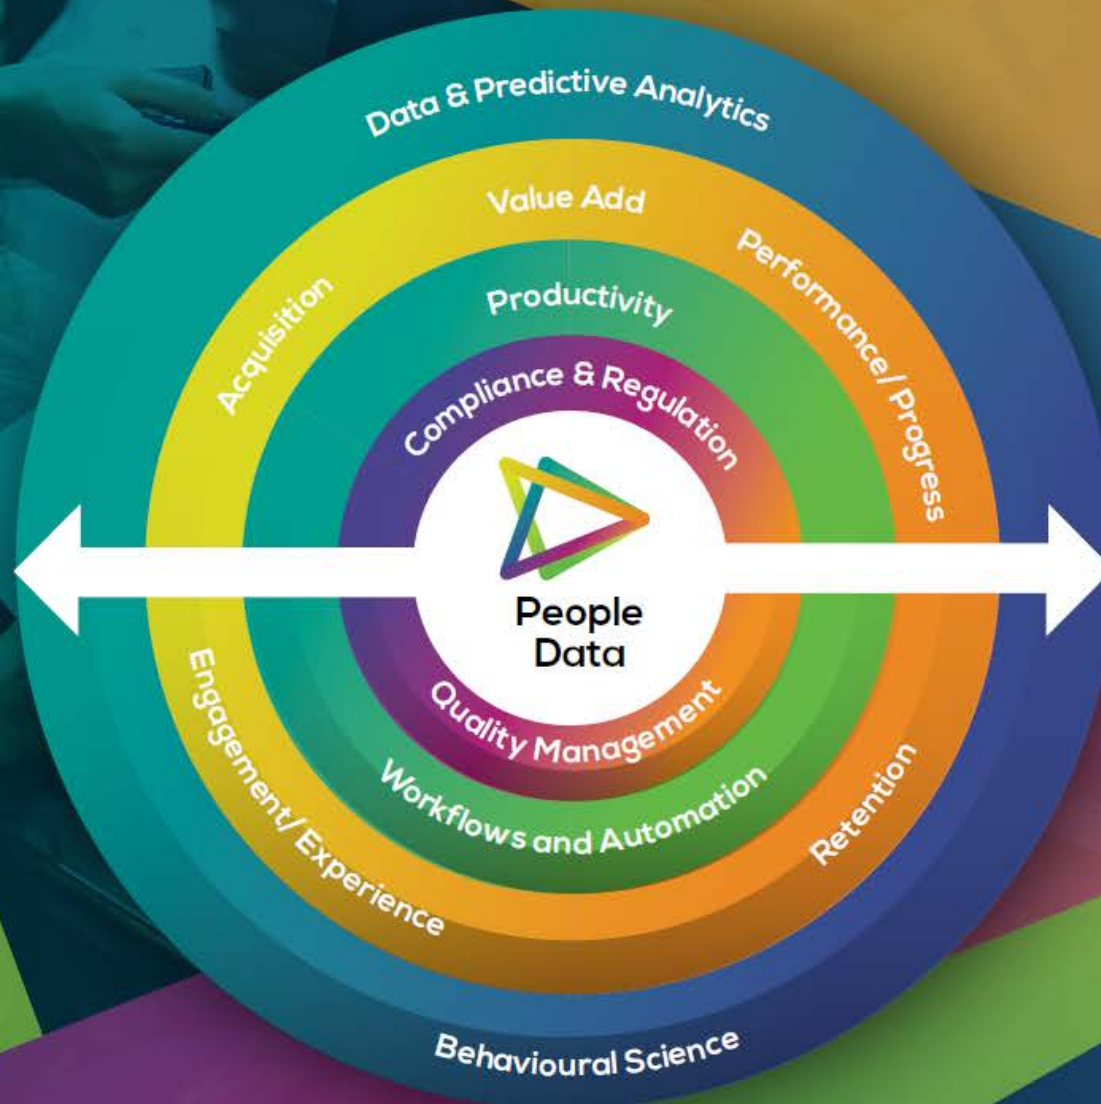 Data & Predictive Analytics
Value Add
Performance/ Progress
Acquisition
Productivity
Compliance & Regulation
People
Data
Quality Management
Workflows and Automation
Engagement/ Experience
Retention
Behavioural Science